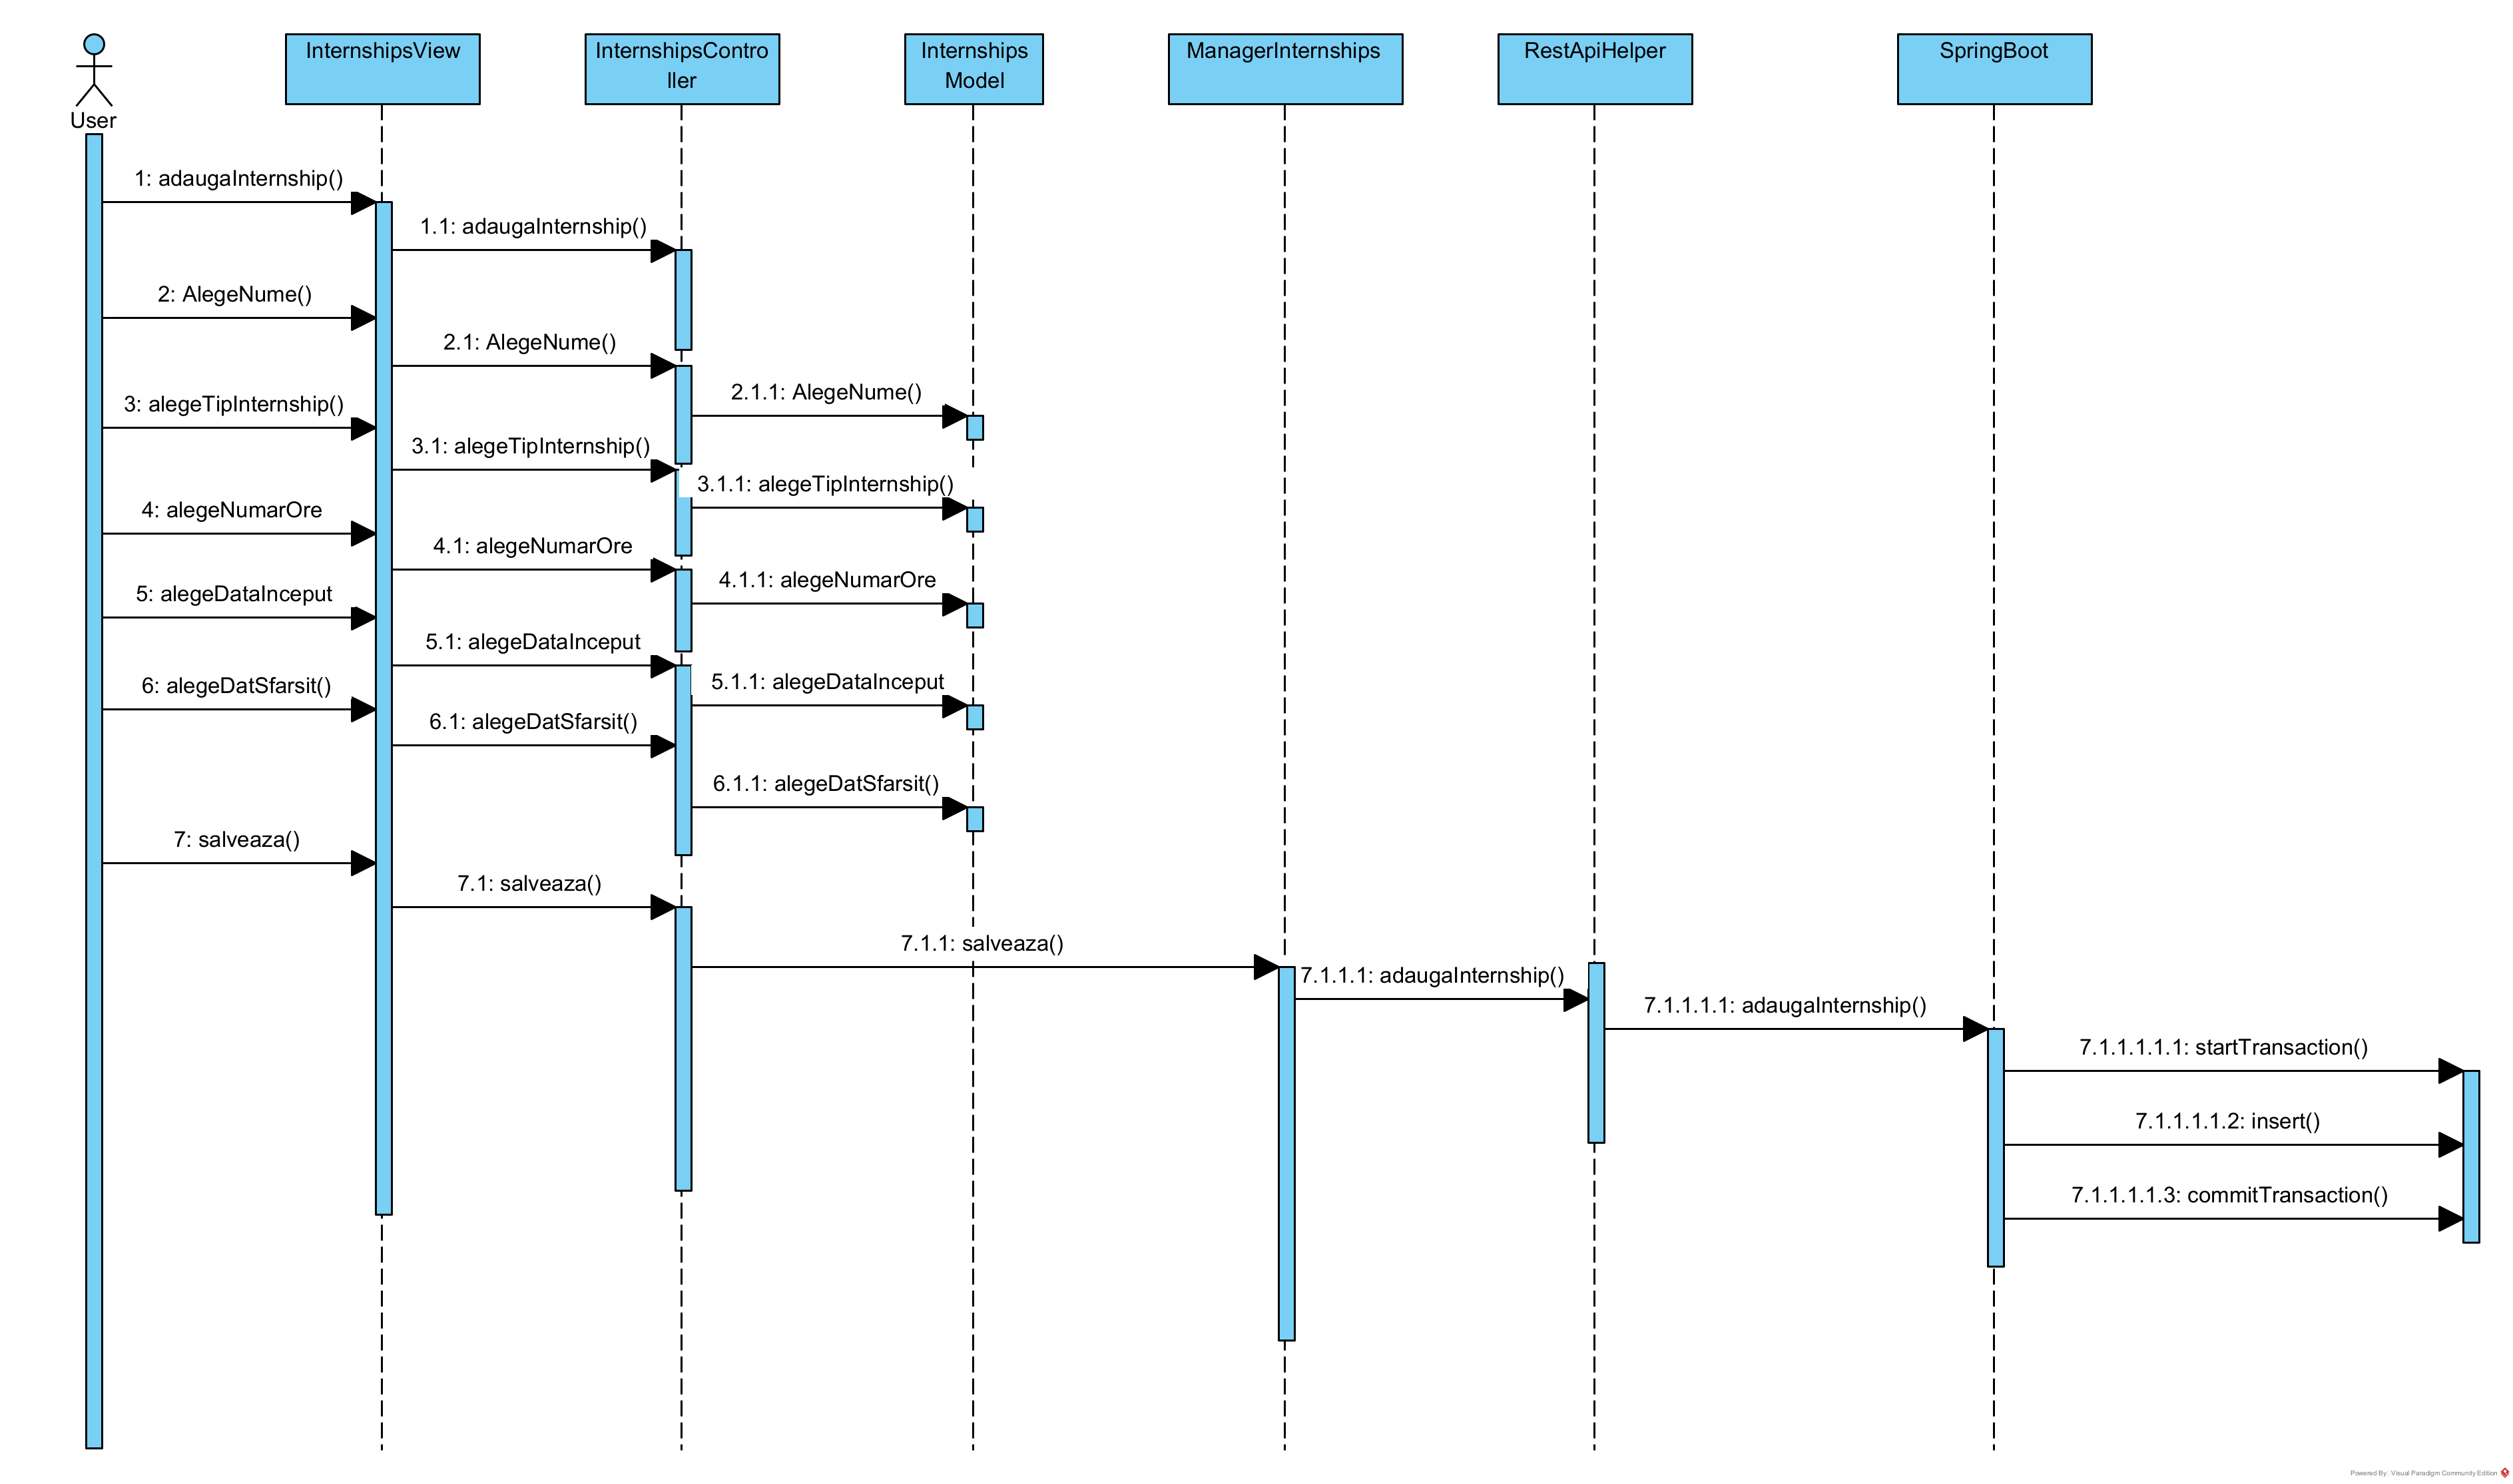 InternshipsView
InternshipsContro
ller
Internships
Model
ManagerInternships
RestApiHelper
SpringBoot
User
1: adaugaInternship()
1.1: adaugaInternship()
2: AlegeNume()
2.1: AlegeNume()
2.1.1: AlegeNume()
3: alegeTipInternship()
3.1: alegeTipInternship()
3.1.1: alegeTipInternship()
4: alegeNumarOre
4.1: alegeNumarOre
4.1.1: alegeNumarOre
5: alegeDataInceput
5.1: alegeDataInceput
5.1.1: alegeDataInceput
6: alegeDatSfarsit()
6.1: alegeDatSfarsit()
6.1.1: alegeDatSfarsit()
7: salveaza()
7.1: salveaza()
7.1.1: salveaza()
7.1.1.1: adaugaInternship()
7.1.1.1.1: adaugaInternship()
7.1.1.1.1.1: startTransaction()
7.1.1.1.1.2: insert()
7.1.1.1.1.3: commitTransaction()
Powered By: Visual Paradigm Community Edition